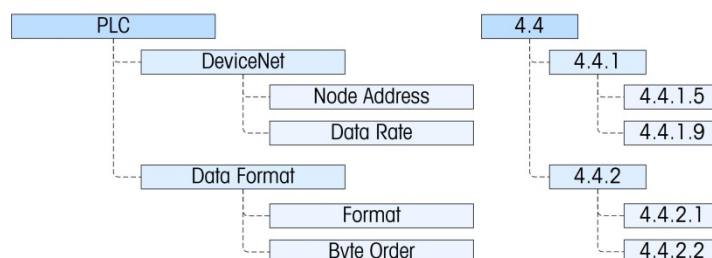 PLC 4.4
DeviceNet 4.4.1
Node Address 4.4.1.5
Data Rate 4.4.1.9
Data Format 4.4.2
Format 4.4.2.1
Byte Order 4.4.2.2